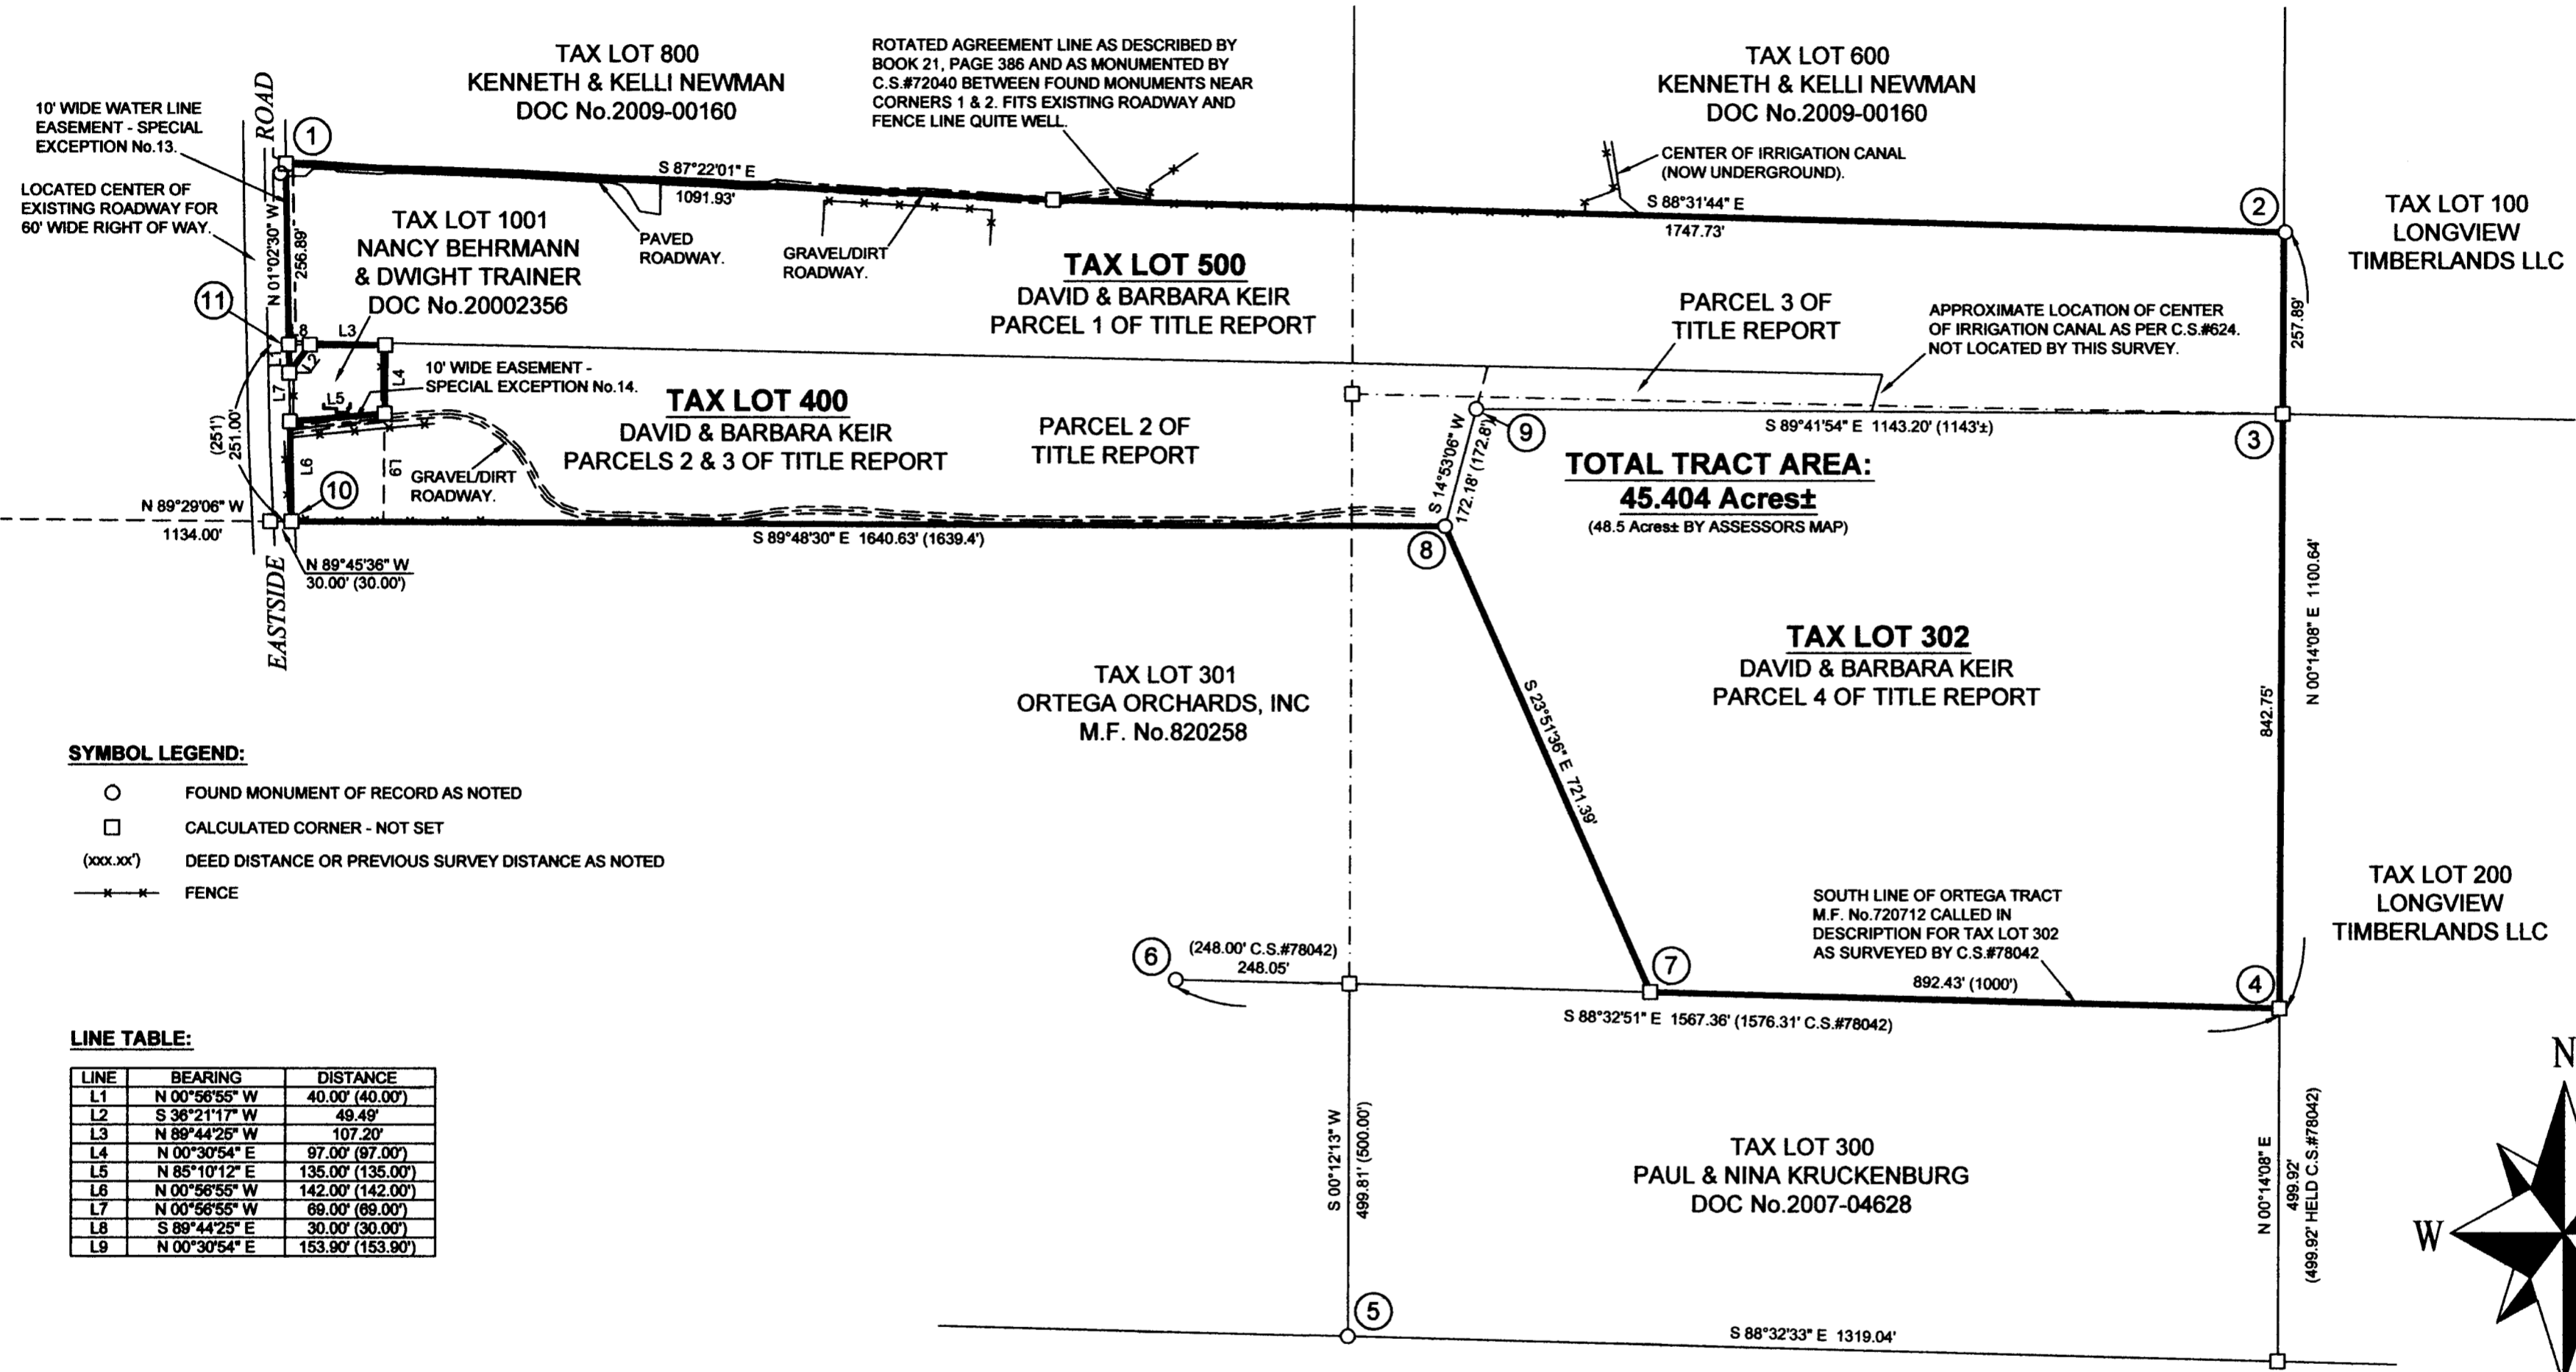 TAX LOT 800
KENNETH & KELLI NEWMAN
DOC No.2009-00160
ROTATED AGREEMENT LINE AS DESCRIBED BY
BOOK 21, PAGE 386 AND AS MONUMENTED BY
C.S.#72040 BETWEEN FOUND MONUMENTS NEAR
CORNERS 1 & 2. FITS EXISTING ROADWAY AND
FENCE LINE QUITE WELL.
TAX LOT 600
KENNETH & KELLI NEWMAN
DOC No.2009-00160
10' WIDE WATER LINE
EASEMENT - SPECIAL
EXCEPTION No.13.
ROAD
1
CENTER OF IRRIGATION CANAL
(NOW UNDERGROUND).
LOCATED CENTER OF
EXISTING ROADWAY FOR
60' WIDE RIGHT OF WAY.
N 01°02'30" W
256.89'
S 87°22'01" E
1091.93'
S 88°31'44" E
1747.73'
2
TAX LOT 100
LONGVIEW
TIMBERLANDS LLC
TAX LOT 1001
NANCY BEHRMANN
& DWIGHT TRAINER
DOC No.20002356
PAVED
ROADWAY.
GRAVEL/DIRT
ROADWAY.
TAX LOT 500
DAVID & BARBARA KEIR
PARCEL 1 OF TITLE REPORT
PARCEL 3 OF
TITLE REPORT
APPROXIMATE LOCATION OF CENTER
OF IRRIGATION CANAL AS PER C.S.#624.
NOT LOCATED BY THIS SURVEY.
257.89'
11
L8
L3
L1
L2
L4
L7
L5
10' WIDE EASEMENT -
SPECIAL EXCEPTION No.14.
TAX LOT 400
DAVID & BARBARA KEIR
PARCELS 2 & 3 OF TITLE REPORT
PARCEL 2 OF
TITLE REPORT
S 14°53'06" W
172.18' (172.8')
9
S 89°41'54" E 1143.20' (1143'±)
3
(251')
251.00'
L6
L9
GRAVEL/DIRT
ROADWAY.
10
TOTAL TRACT AREA:
45.404 Acres±
(48.5 Acres± BY ASSESSORS MAP)
N 89°29'06" W
1134.00'
N 89°45'36" W
30.00' (30.00')
EASTSIDE
S 89°48'30" E 1640.63' (1639.4')
8
TAX LOT 301
ORTEGA ORCHARDS, INC
M.F. No.820258
TAX LOT 302
DAVID & BARBARA KEIR
PARCEL 4 OF TITLE REPORT
S 23°51'36" E 721.39'
842.75'
N 00°14'08" E 1100.64'
SYMBOL LEGEND:
FOUND MONUMENT OF RECORD AS NOTED
CALCULATED CORNER - NOT SET
(xxx.xx') DEED DISTANCE OR PREVIOUS SURVEY DISTANCE AS NOTED
FENCE
6
(248.00' C.S.#78042)
248.05'
7
SOUTH LINE OF ORTEGA TRACT
M.F. No.720712 CALLED IN
DESCRIPTION FOR TAX LOT 302
AS SURVEYED BY C.S.#78042
892.43' (1000')
4
S 88°32'51" E 1567.36' (1576.31' C.S.#78042)
TAX LOT 200
LONGVIEW
TIMBERLANDS LLC
LINE TABLE:
LINE BEARING DISTANCE
L1 N 00°56'55" W 40.00' (40.00')
L2 S 36°21'17" W 49.49'
L3 N 89°44'25" W 107.20'
L4 N 00°30'54" E 97.00' (97.00')
L5 N 85°10'12" E 135.00' (135.00')
L6 N 00°56'55" W 142.00' (142.00')
L7 N 00°56'55" W 69.00' (69.00')
L8 S 89°44'25" E 30.00' (30.00')
L9 N 00°30'54" E 153.90' (153.90')
S 00°12'13" W
499.81' (500.00')
TAX LOT 300
PAUL & NINA KRUCKENBURG
DOC No.2007-04628
N 00°14'08" E
499.92'
(499.92' HELD C.S.#78042)
5
S 88°32'33" E 1319.04'
N
W